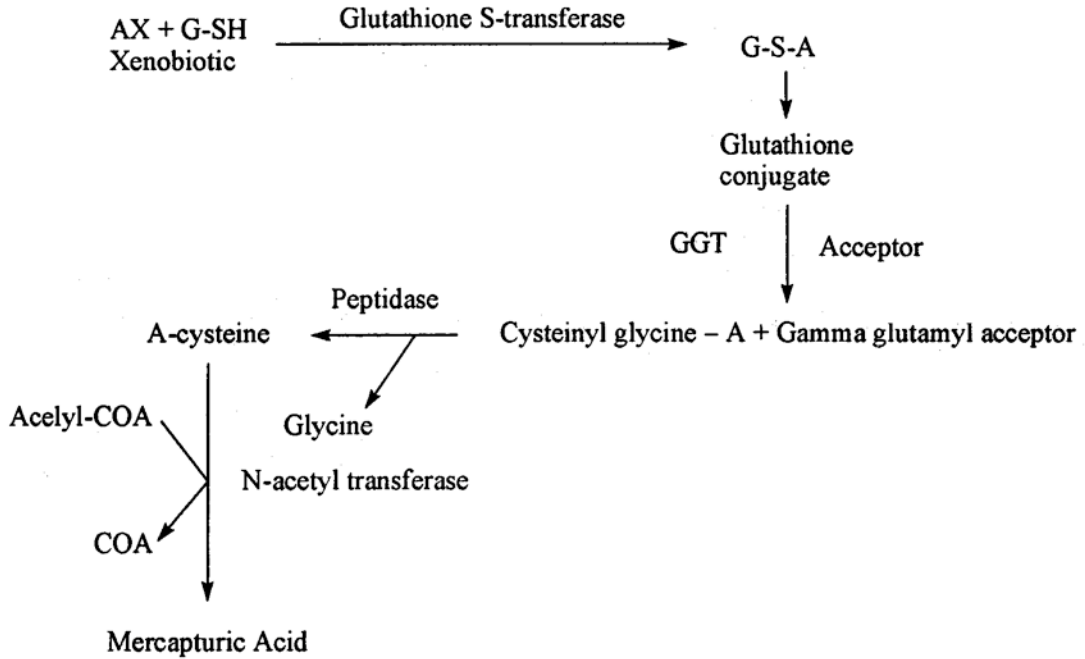 Glutathione S-transferase
AX + G-SH
Xenobiotic
G-S-A
Glutathione
conjugate
GGT
Acceptor
Peptidase
A-cysteine
Cysteinyl glycine – A + Gamma glutamyl acceptor
Acelyl-COA
Glycine
N-acetyl transferase
COA
Mercapturic Acid